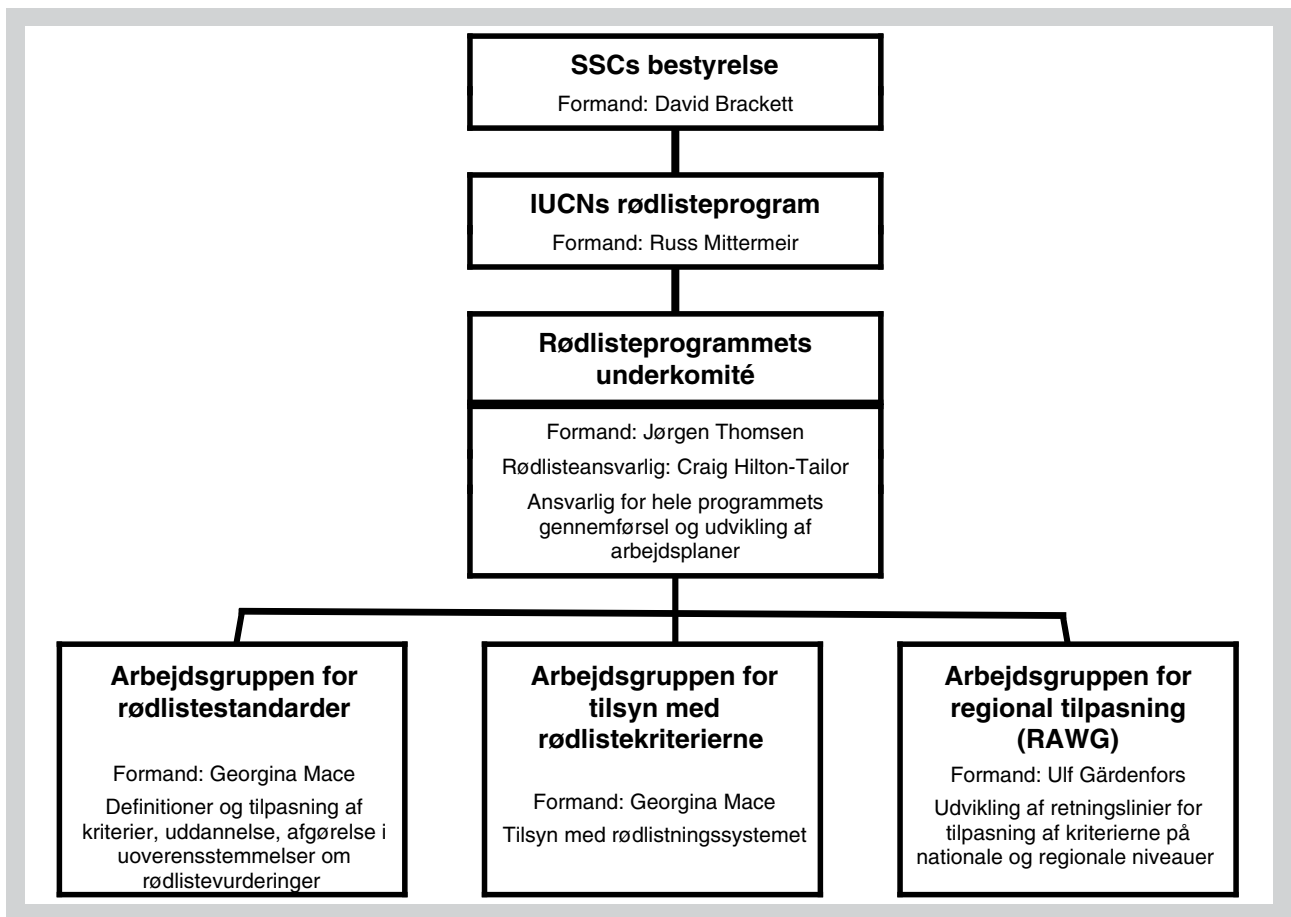 SSCs bestyrelse
Formand: David Brackett
IUCNs rødlisteprogram
Formand: Russ Mittermeir
Rødlisteprogrammets
underkomité
Formand: Jørgen Thomsen
Rødlisteansvarlig: Craig Hilton-Tailor
Ansvarlig for hele programmets
gennemførsel og udvikling af
arbejdsplaner
Arbejdsgruppen for
rødlistestandarder
Formand: Georgina Mace
Definitioner og tilpasning af
kriterier, uddannelse, afgørelse i
uoverensstemmelser om
rødlistevurderinger
Arbejdsgruppen for
tilsyn med
rødlistekriterierne
Formand: Georgina Mace
Tilsyn med rødlistningssystemet
Arbejdsgruppen for
regional tilpasning
(RAWG)
Formand: Ulf Gärdenfors
Udvikling af retningslinier for
tilpasning af kriterierne på
nationale og regionale niveauer